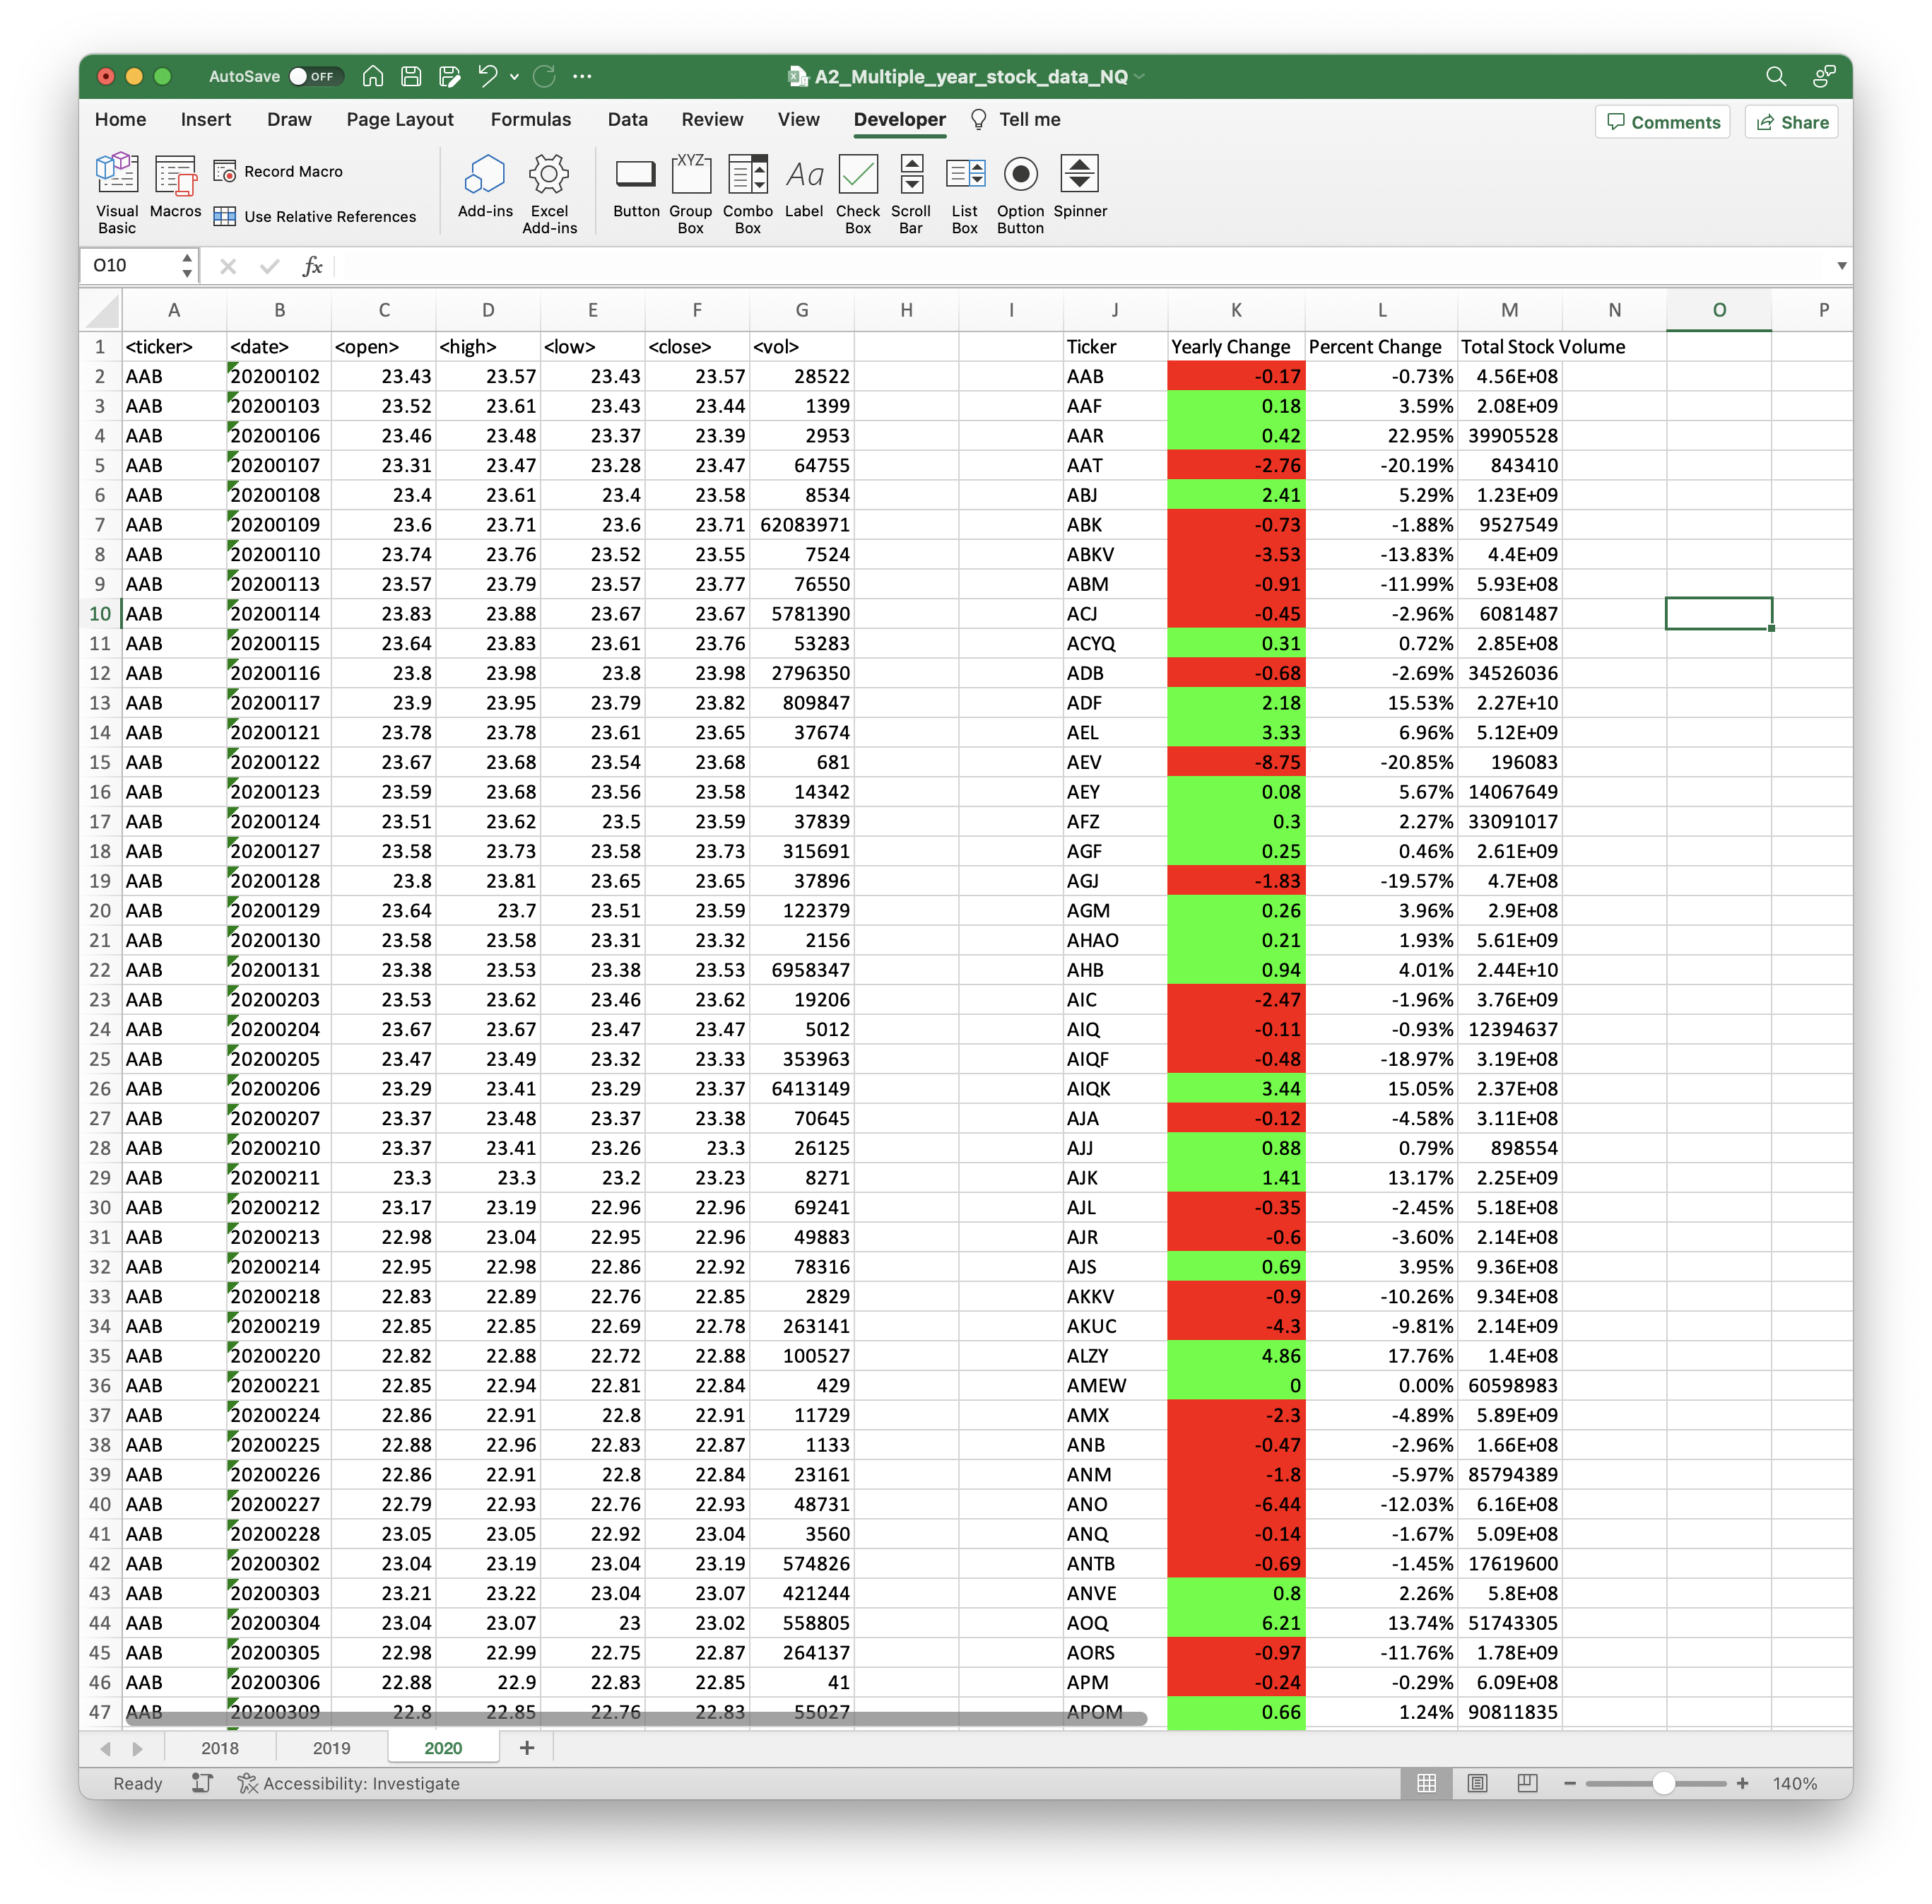 AutoSave OFF A2_Multiple_year_stock_data_NQ
Home Insert Draw Page Layout Formulas Data Review View Developer Tell me Comments Share
Visual Basic Macros Record Macro Use Relative References Add-ins Excel Add-ins Button Group Box Combo Box Label Check Box Scroll Bar List Box Option Button Spinner
XYZ Aa
O10 fx
A B C D E F G H I J K L M N O P
1 <ticker> <date> <open> <high> <low> <close> <vol> Ticker Yearly Change Percent Change Total Stock Volume
2 AAB 20200102 23.43 23.57 23.43 23.57 28522 AAB -0.17 -0.73% 4.56E+08
3 AAB 20200103 23.52 23.61 23.43 23.44 1399 AAF 0.18 3.59% 2.08E+09
4 AAB 20200106 23.46 23.48 23.37 23.39 2953 AAR 0.42 22.95% 39905528
5 AAB 20200107 23.31 23.47 23.28 23.47 64755 AAT -2.76 -20.19% 843410
6 AAB 20200108 23.4 23.61 23.4 23.58 8534 ABJ 2.41 5.29% 1.23E+09
7 AAB 20200109 23.6 23.71 23.6 23.71 62083971 ABK -0.73 -1.88% 9527549
8 AAB 20200110 23.74 23.76 23.52 23.55 7524 ABKV -3.53 -13.83% 4.4E+09
9 AAB 20200113 23.57 23.79 23.57 23.77 76550 ABM -0.91 -11.99% 5.93E+08
10 AAB 20200114 23.83 23.88 23.67 23.67 5781390 ACJ -0.45 -2.96% 6081487
11 AAB 20200115 23.64 23.83 23.61 23.76 53283 ACYQ 0.31 0.72% 2.85E+08
12 AAB 20200116 23.8 23.98 23.8 23.98 2796350 ADB -0.68 -2.69% 34526036
13 AAB 20200117 23.9 23.95 23.79 23.82 809847 ADF 2.18 15.53% 2.27E+10
14 AAB 20200121 23.78 23.78 23.61 23.65 37674 AEL 3.33 6.96% 5.12E+09
15 AAB 20200122 23.67 23.68 23.54 23.68 681 AEV -8.75 -20.85% 196083
16 AAB 20200123 23.59 23.68 23.56 23.58 14342 AEY 0.08 5.67% 14067649
17 AAB 20200124 23.51 23.62 23.5 23.59 37839 AFZ 0.3 2.27% 33091017
18 AAB 20200127 23.58 23.73 23.58 23.73 315691 AGF 0.25 0.46% 2.61E+09
19 AAB 20200128 23.8 23.81 23.65 23.65 37896 AGJ -1.83 -19.57% 4.7E+08
20 AAB 20200129 23.64 23.7 23.51 23.59 122379 AGM 0.26 3.96% 2.9E+08
21 AAB 20200130 23.58 23.58 23.31 23.32 2156 AHAO 0.21 1.93% 5.61E+09
22 AAB 20200131 23.38 23.53 23.38 23.53 6958347 AHB 0.94 4.01% 2.44E+10
23 AAB 20200203 23.53 23.62 23.46 23.62 19206 AIC -2.47 -1.96% 3.76E+09
24 AAB 20200204 23.67 23.67 23.47 23.47 5012 AIQ -0.11 -0.93% 12394637
25 AAB 20200205 23.47 23.49 23.32 23.33 353963 AIQF -0.48 -18.97% 3.19E+08
26 AAB 20200206 23.29 23.41 23.29 23.37 6413149 AIQK 3.44 15.05% 2.37E+08
27 AAB 20200207 23.37 23.48 23.37 23.38 70645 AJA -0.12 -4.58% 3.11E+08
28 AAB 20200210 23.37 23.41 23.26 23.3 26125 AJJ 0.88 0.79% 898554
29 AAB 20200211 23.3 23.3 23.2 23.23 8271 AJK 1.41 13.17% 2.25E+09
30 AAB 20200212 23.17 23.19 22.96 22.96 69241 AJL -0.35 -2.45% 5.18E+08
31 AAB 20200213 22.98 23.04 22.95 22.96 49883 AJR -0.6 -3.60% 2.14E+08
32 AAB 20200214 22.95 22.98 22.86 22.92 78316 AJS 0.69 3.95% 9.36E+08
33 AAB 20200218 22.83 22.89 22.76 22.85 2829 AKKV -0.9 -10.26% 9.34E+08
34 AAB 20200219 22.85 22.85 22.69 22.78 263141 AKUC -4.3 -9.81% 2.14E+09
35 AAB 20200220 22.82 22.88 22.72 22.88 100527 ALZY 4.86 17.76% 1.4E+08
36 AAB 20200221 22.85 22.94 22.81 22.84 429 AMEW 0 0.00% 60598983
37 AAB 20200224 22.86 22.91 22.8 22.91 11729 AMX -2.3 -4.89% 5.89E+09
38 AAB 20200225 22.88 22.96 22.83 22.87 1133 ANB -0.47 -2.96% 1.66E+08
39 AAB 20200226 22.86 22.91 22.8 22.84 23161 ANM -1.8 -5.97% 85794389
40 AAB 20200227 22.79 22.93 22.76 22.93 48731 ANO -6.44 -12.03% 6.16E+08
41 AAB 20200228 23.05 23.05 22.92 23.04 3560 ANQ -0.14 -1.67% 5.09E+08
42 AAB 20200302 23.04 23.19 23.04 23.19 574826 ANTB -0.69 -1.45% 17619600
43 AAB 20200303 23.21 23.22 23.04 23.07 421244 ANVE 0.8 2.26% 5.8E+08
44 AAB 20200304 23.04 23.07 23 23.02 558805 AOQ 6.21 13.74% 51743305
45 AAB 20200305 22.98 22.99 22.75 22.87 264137 AORS -0.97 -11.76% 1.78E+09
46 AAB 20200306 22.88 22.9 22.83 22.85 41 APM -0.24 -0.29% 6.09E+08
47 AAB 20200309 22.8 22.85 22.76 22.83 55027 APOM 0.66 1.24% 90811835
2018 2019 2020 +
Ready Accessibility: Investigate 140%